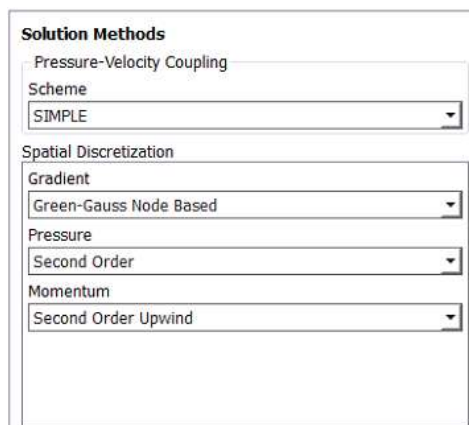 Solution Methods
Pressure-Velocity Coupling
Scheme
SIMPLE
Spatial Discretization
Gradient
Green-Gauss Node Based
Pressure
Second Order
Momentum
Second Order Upwind